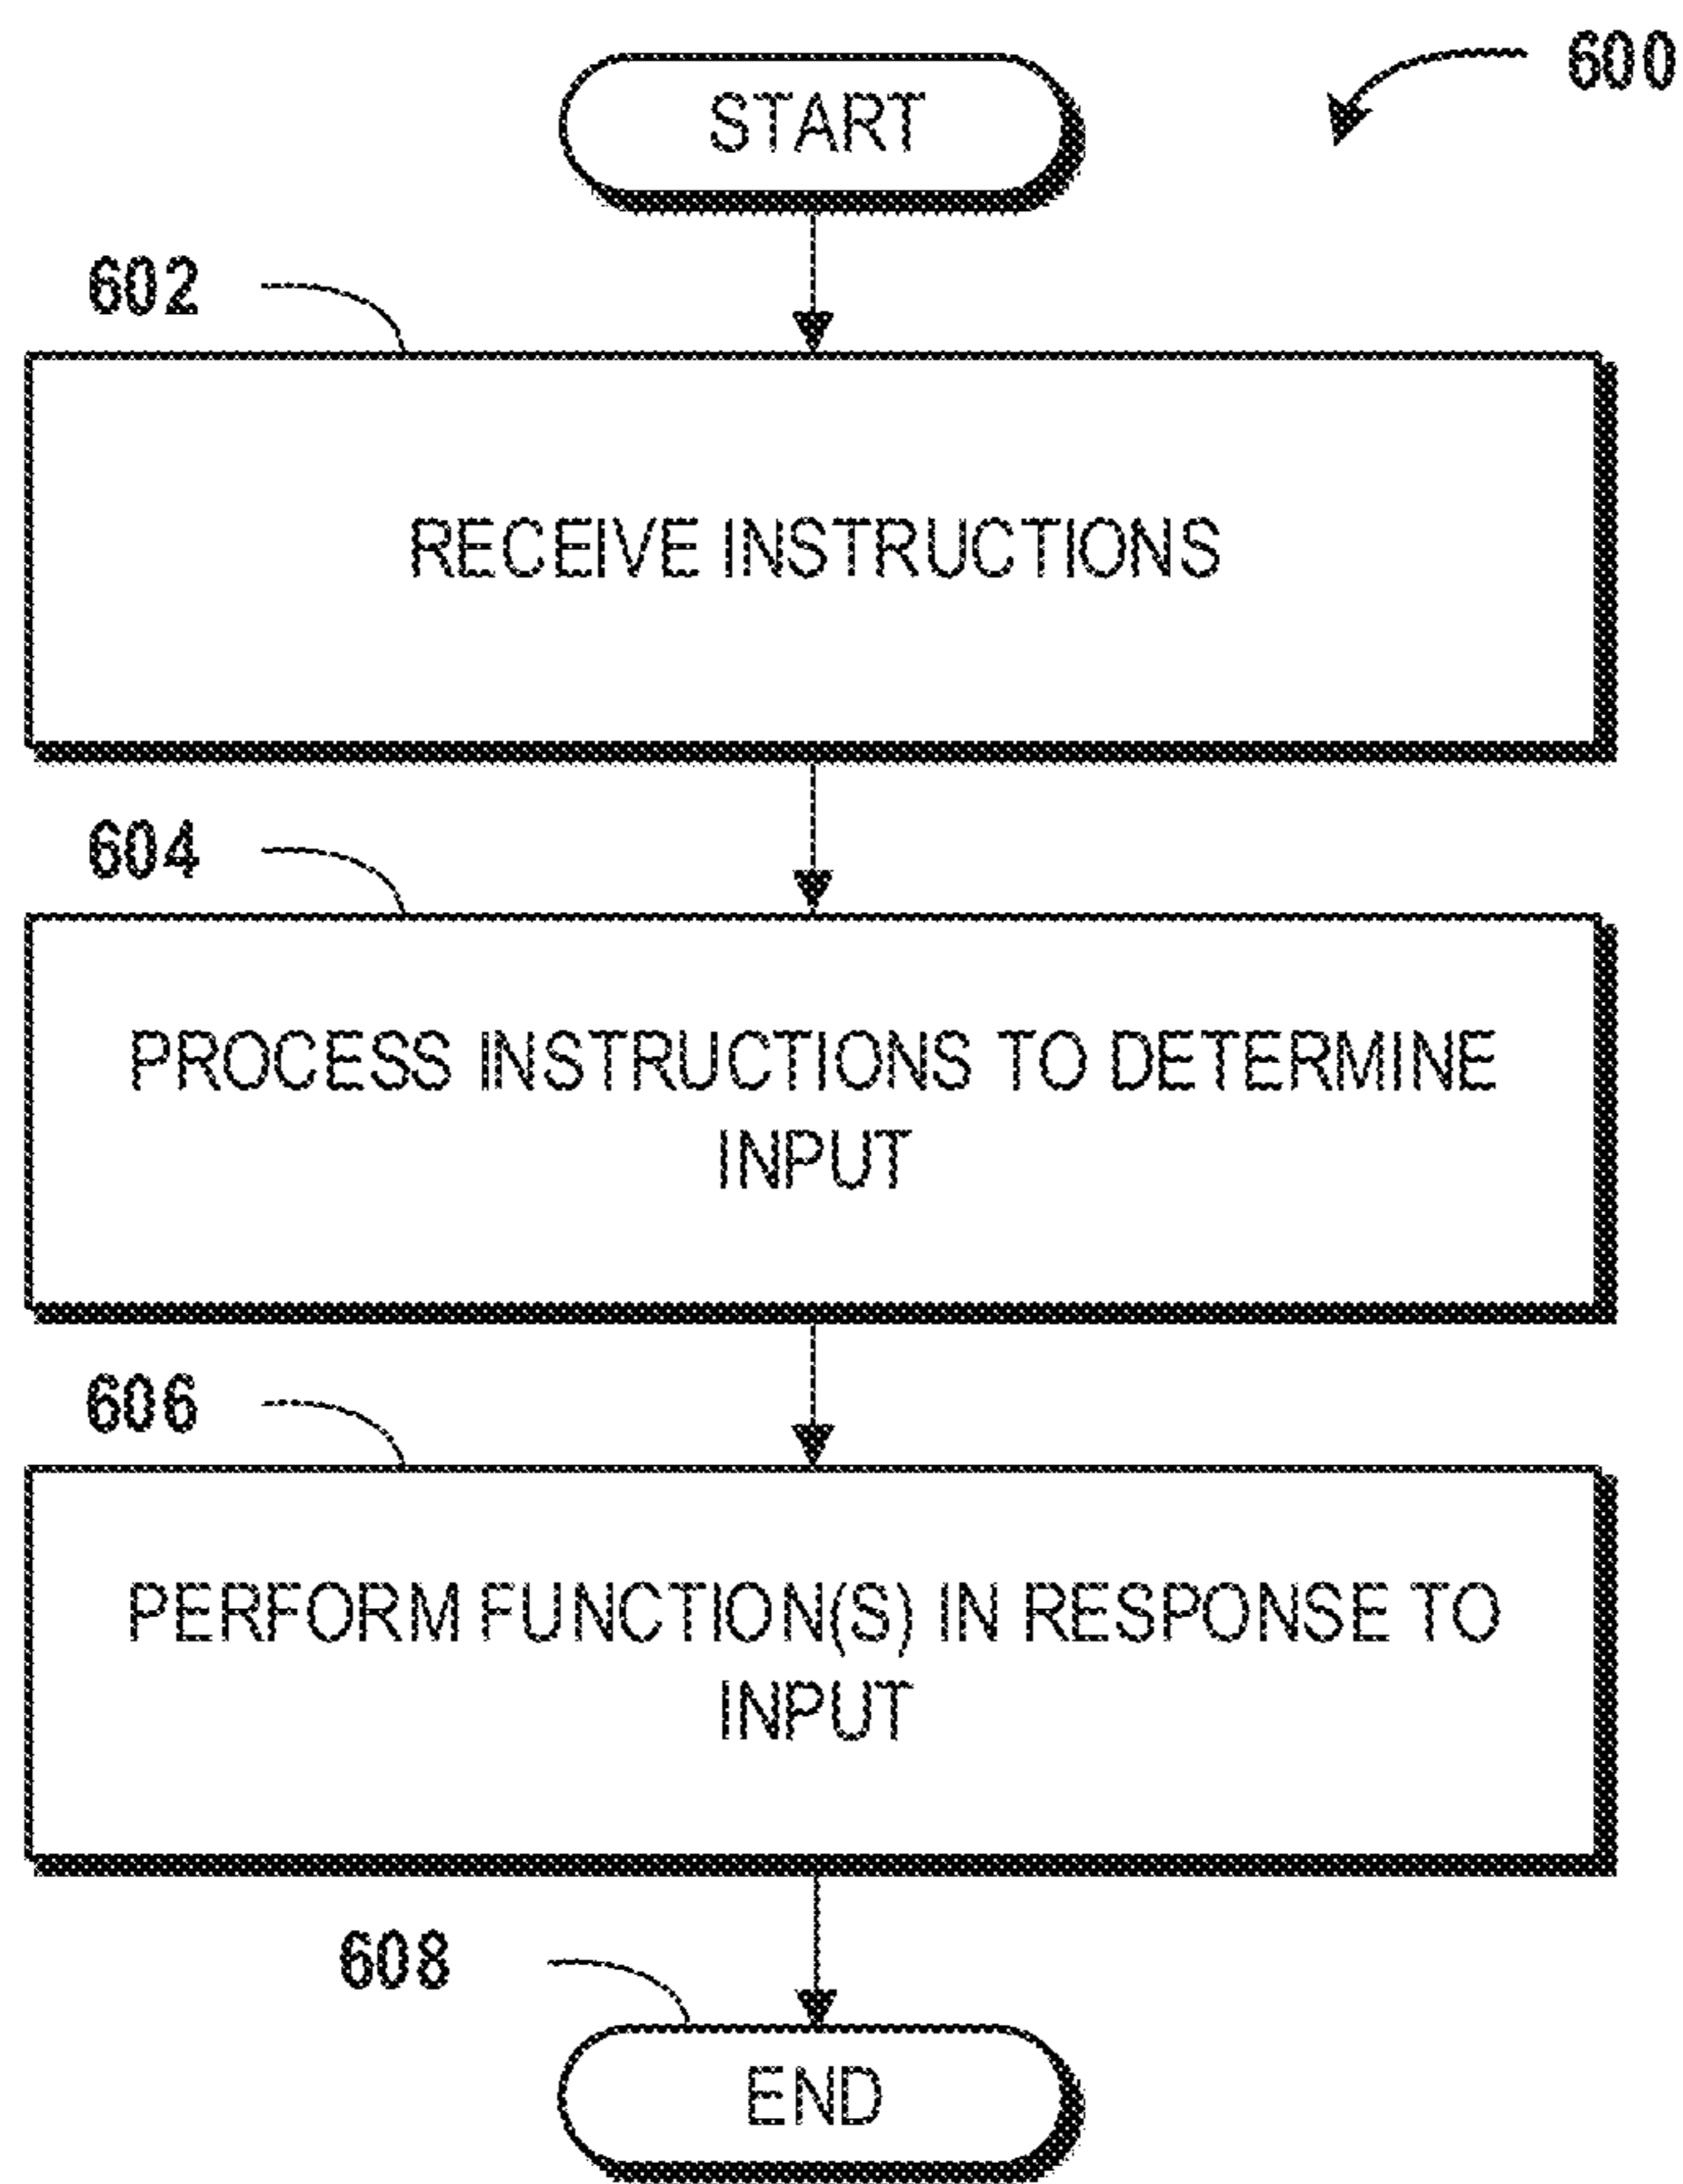 600
START
602
RECEIVE INSTRUCTIONS
604
PROCESS INSTRUCTIONS TO DETERMINE
INPUT
606
PERFORM FUNCTION(S) IN RESPONSE TO
INPUT
608
END